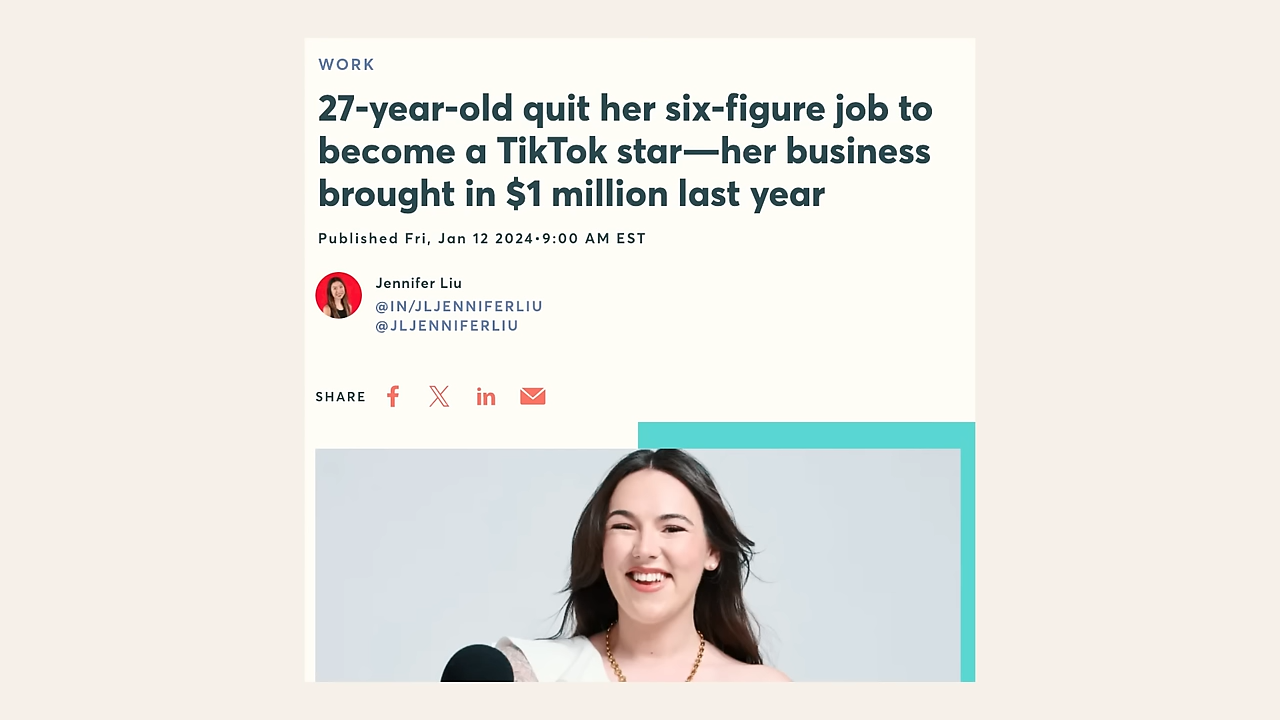 WORK
27-year-old quit her six-figure job to
become a TikTok star—her business
brought in $1 million last year
Published Fri, Jan 12 2024•9:00 AM EST
Jennifer Liu
@IN/JLJENNIFERLIU
@JLJENNIFERLIU
SHARE